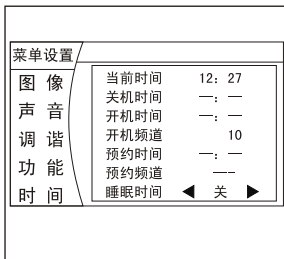 菜单设置
图 像
声 音
调 谐
功 能
时 间
当前时间 12：27
关机时间 —：—
开机时间 —：—
开机频道 10
预约时间 —：—
预约频道 ––
睡眠时间 ◀ 关 ▶